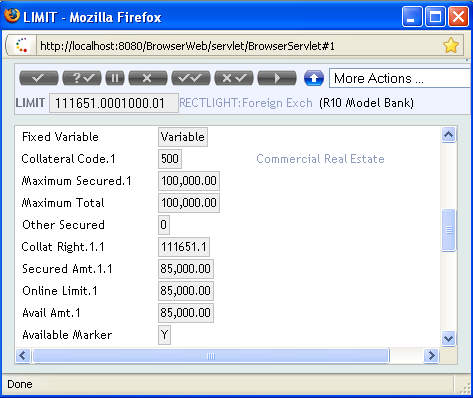 LIMIT - Mozilla Firefox
http://localhost:8080/BrowserWeb/servlet/BrowserServlet#1
More Actions ...
LIMIT 111651.0001000.01 RECTLIGHT:Foreign Exch (R10 Model Bank)
Fixed Variable Variable
Collateral Code.1 500 Commercial Real Estate
Maximum Secured.1 100,000.00
Maximum Total 100,000.00
Other Secured 0
Collat Right.1.1 111651.1
Secured Amt.1.1 85,000.00
Online Limit.1 85,000.00
Avail Amt.1 85,000.00
Available Marker Y
Done